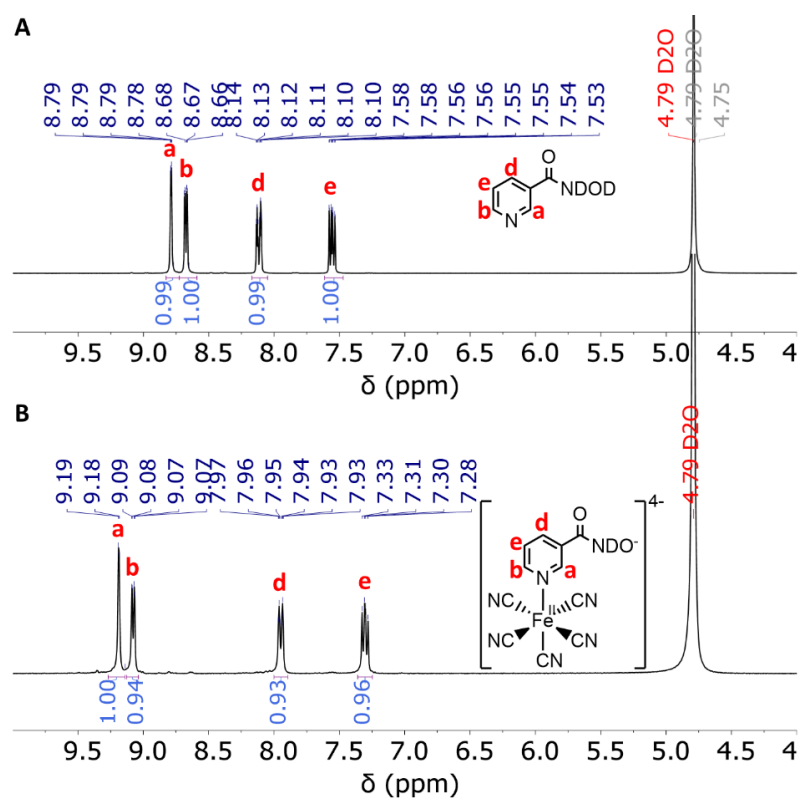 A
8.79 8.79 8.79 8.78 8.68 8.67 8.66 8.14 8.13 8.12 8.11 8.10 8.10 7.58 7.58 7.56 7.56 7.55 7.55 7.54 7.53
4.79 D2O 4.79 D2O 4.75
a b d e
O
d
e NDOD
b N a
0.99 1.00 0.99 1.00
9.5 9.0 8.5 8.0 7.5 7.0 6.5 6.0 5.5 5.0 4.5 4
δ (ppm)
B
9.19 9.18 9.09 9.08 9.07 9.07 7.97 7.96 7.95 7.94 7.93 7.93 7.33 7.31 7.30 7.28
4.79 D2O
a b d e
4-
O
d
e NDO-
b N a
NC CN
Fe II
NC CN
CN
1.00 0.94 0.93 0.96
9.5 9.0 8.5 8.0 7.5 7.0 6.5 6.0 5.5 5.0 4.5 4
δ (ppm)